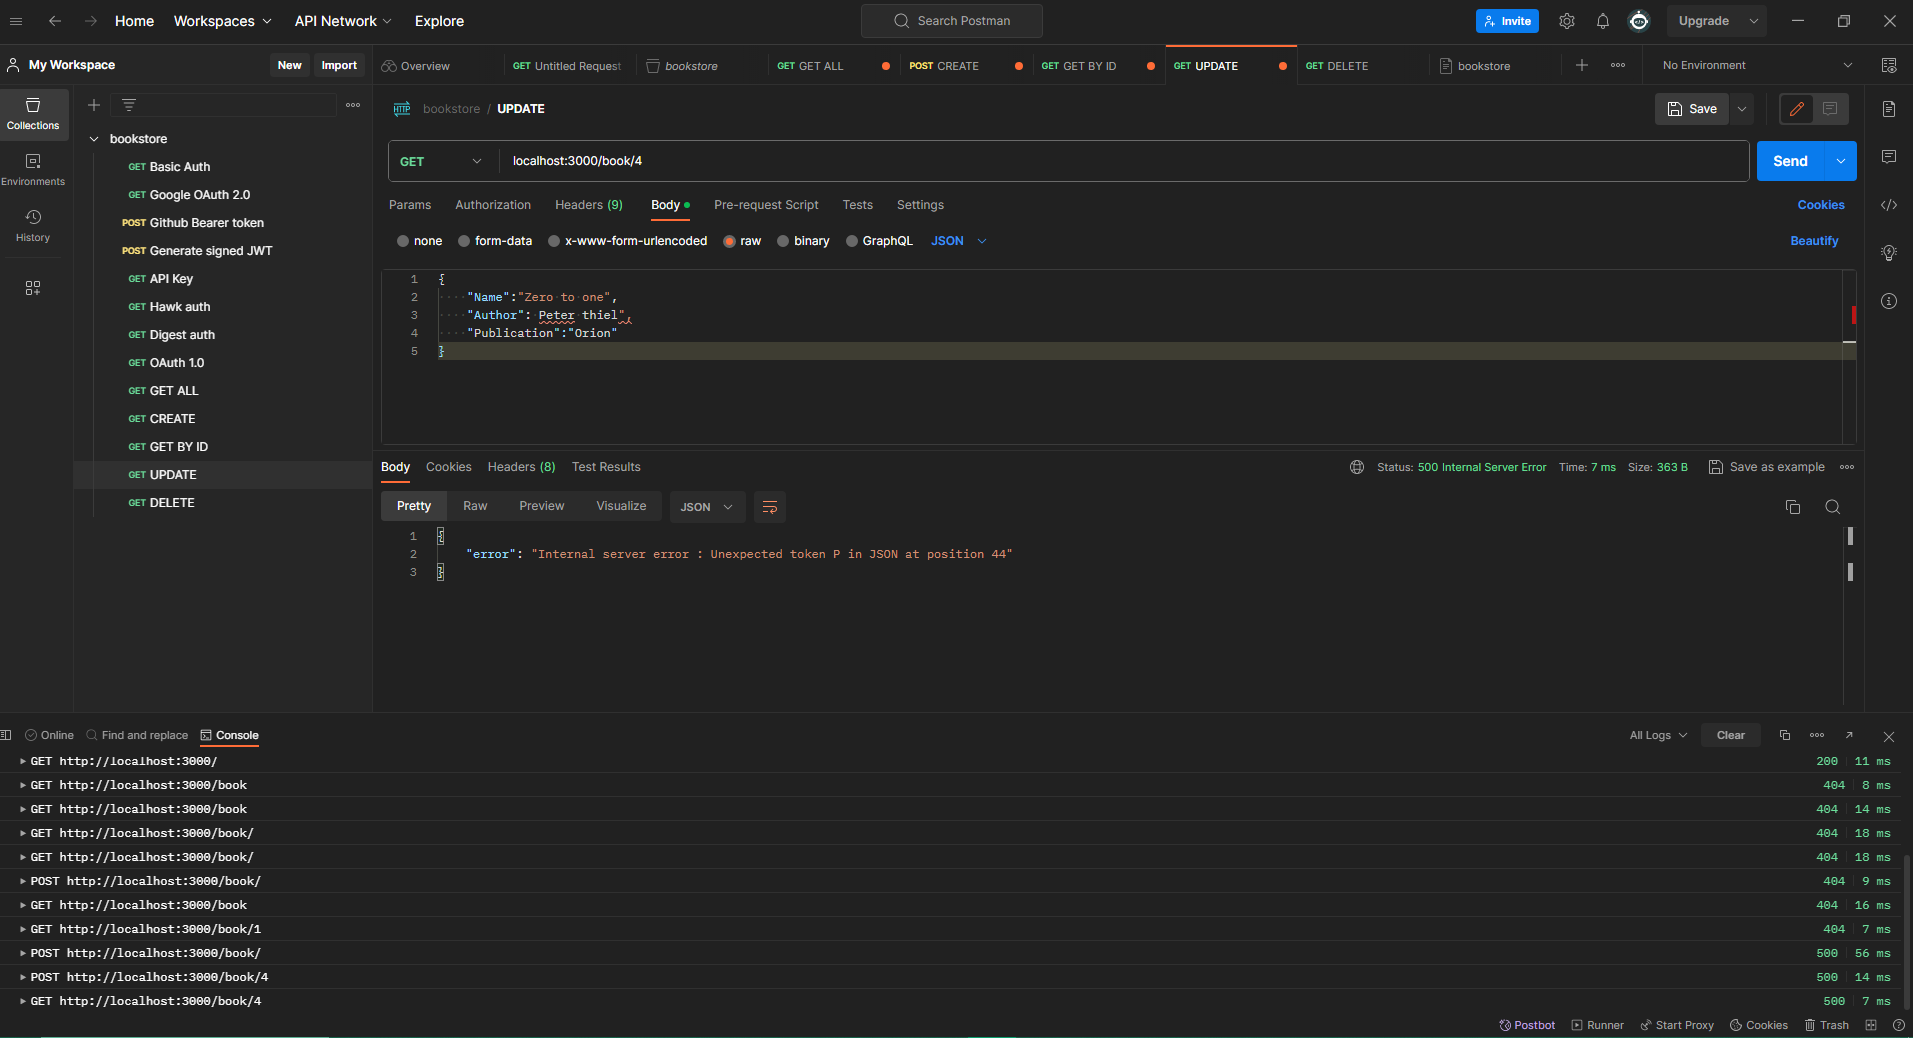 Home Workspaces API Network Explore Search Postman Invite Upgrade
My Workspace New Import Overview GET Untitled Request bookstore GET GET ALL POST CREATE GET GET BY ID GET UPDATE GET DELETE bookstore No Environment
Collections
Environments
History
bookstore
GET Basic Auth
GET Google OAuth 2.0
POST Github Bearer token
POST Generate signed JWT
GET API Key
GET Hawk auth
GET Digest auth
GET OAuth 1.0
GET GET ALL
GET CREATE
GET GET BY ID
GET UPDATE
GET DELETE
HTTP bookstore / UPDATE Save
GET localhost:3000/book/4 Send
Params Authorization Headers (9) Body Pre-request Script Tests Settings Cookies
none form-data x-www-form-urlencoded raw binary GraphQL JSON Beautify
1 {
2 "Name":"Zero to one",
3 "Author": Peter thiel",
4 "Publication":"Orion"
5 }
Body Cookies Headers (8) Test Results Status: 500 Internal Server Error Time: 7 ms Size: 363 B Save as example
Pretty Raw Preview Visualize JSON
1 {
2 "error": "Internal server error : Unexpected token P in JSON at position 44"
3 }
Online Find and replace Console All Logs Clear
GET http://localhost:3000/ 200 11 ms
GET http://localhost:3000/book 404 8 ms
GET http://localhost:3000/book 404 14 ms
GET http://localhost:3000/book/ 404 18 ms
GET http://localhost:3000/book/ 404 18 ms
POST http://localhost:3000/book/ 404 9 ms
GET http://localhost:3000/book 404 16 ms
GET http://localhost:3000/book/1 404 7 ms
POST http://localhost:3000/book/ 500 56 ms
POST http://localhost:3000/book/4 500 14 ms
GET http://localhost:3000/book/4 500 7 ms
Postbot Runner Start Proxy Cookies Trash